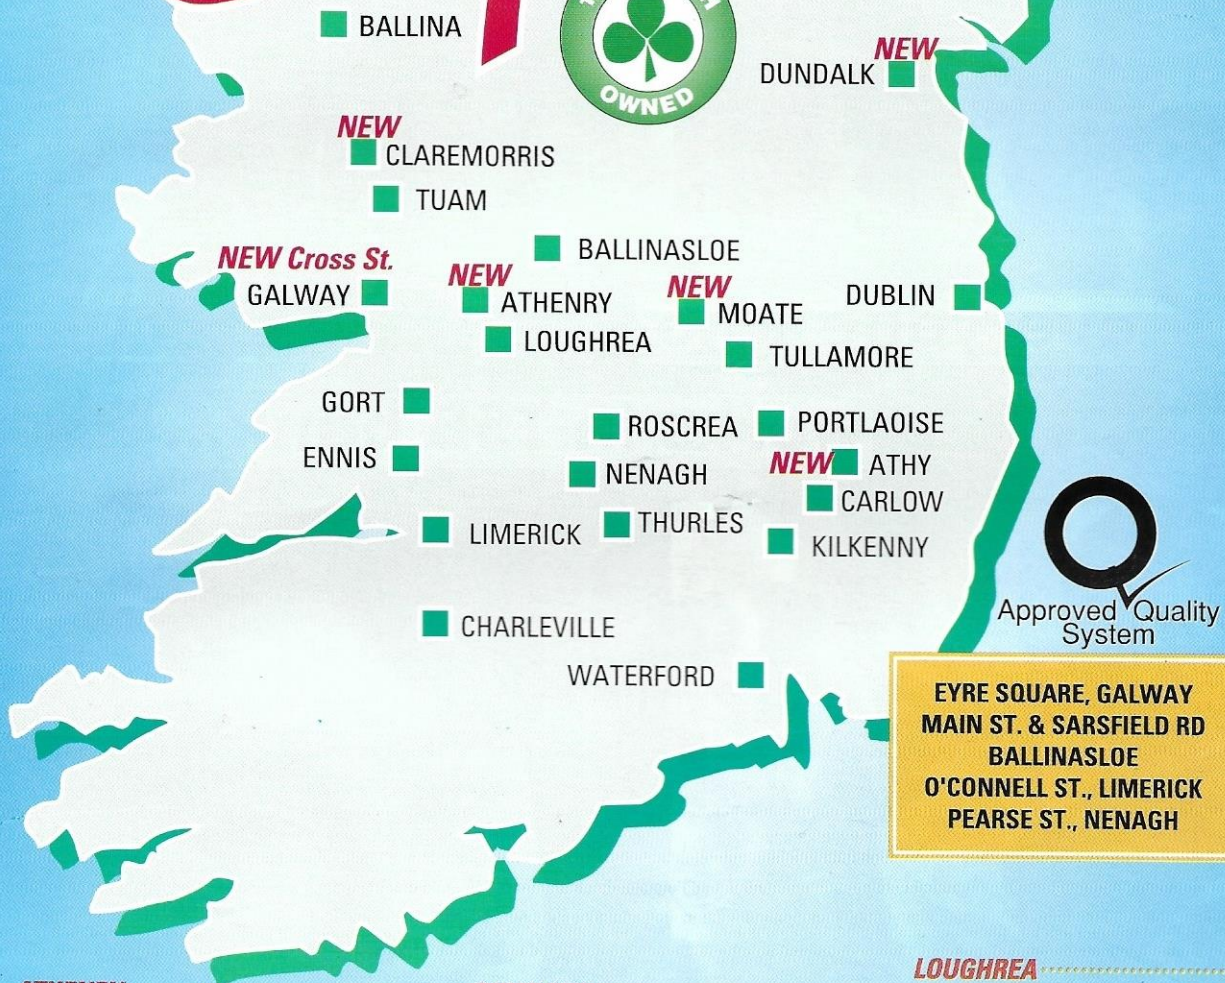 BALLINA
OWNED
NEW
DUNDALK
NEW
CLAREMORRIS
TUAM
BALLINASLOE
NEW Cross St.
GALWAY
NEW
ATHENRY
NEW
MOATE
DUBLIN
LOUGHREA
TULLAMORE
GORT
ROSCREA
PORTLAOISE
ENNIS
NEW ATHY
NENAGH
CARLOW
LIMERICK
THURLES
KILKENNY
CHARLEVILLE
Approved Quality
System
WATERFORD
EYRE SQUARE, GALWAY
MAIN ST. & SARSFIELD RD
BALLINASLOE
O'CONNELL ST., LIMERICK
PEARSE ST., NENAGH
LOUGHREA